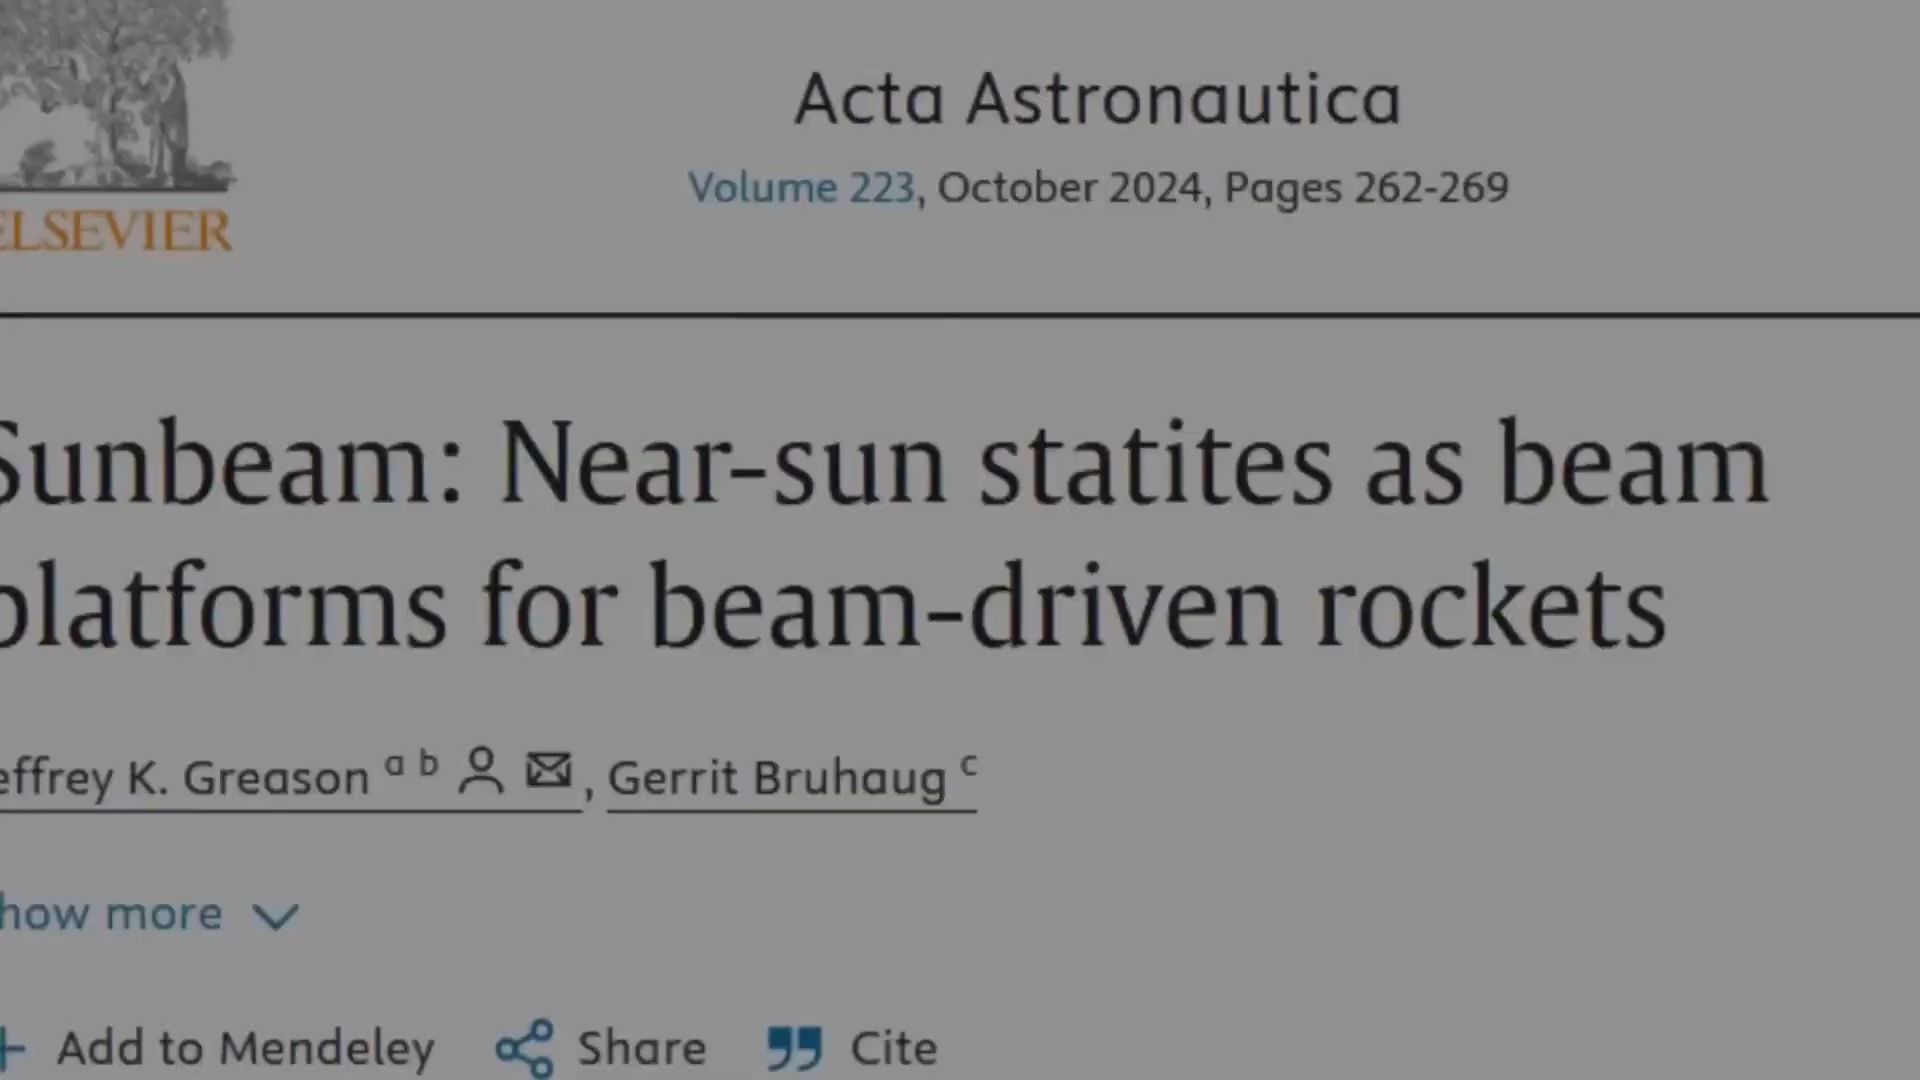 Acta Astronautica
Volume 223, October 2024, Pages 262-269
ELSEVIER
Sunbeam: Near-sun statites as beam
platforms for beam-driven rockets
effrey K. Greason a b , Gerrit Bruhaug c
how more
Add to Mendeley Share Cite